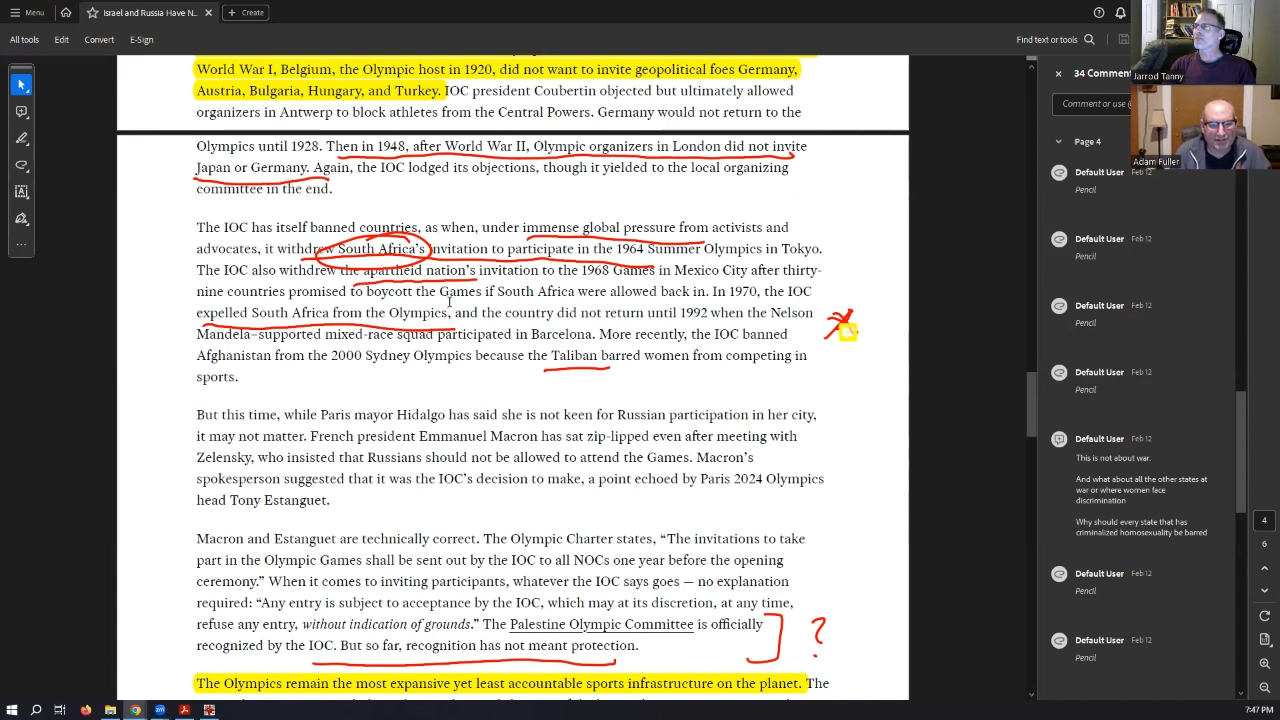 Menu
Israel and Russia Have N...
Create
All tools
Edit
Convert
E-Sign
Find text or tools
World War I, Belgium, the Olympic host in 1920, did not want to invite geopolitical foes Germany,
Austria, Bulgaria, Hungary, and Turkey. IOC president Coubertin objected but ultimately allowed
organizers in Antwerp to block athletes from the Central Powers. Germany would not return to the
Olympics until 1928. Then in 1948, after World War II, Olympic organizers in London did not invite
Japan or Germany. Again, the IOC lodged its objections, though it yielded to the local organizing
committee in the end.
The IOC has itself banned countries, as when, under immense global pressure from activists and
advocates, it withdrew South Africa's invitation to participate in the 1964 Summer Olympics in Tokyo.
The IOC also withdrew the apartheid nation's invitation to the 1968 Games in Mexico City after thirty-
nine countries promised to boycott the Games if South Africa were allowed back in. In 1970, the IOC
expelled South Africa from the Olympics, and the country did not return until 1992 when the Nelson
Mandela–supported mixed-race squad participated in Barcelona. More recently, the IOC banned
Afghanistan from the 2000 Sydney Olympics because the Taliban barred women from competing in
sports.
But this time, while Paris mayor Hidalgo has said she is not keen for Russian participation in her city,
it may not matter. French president Emmanuel Macron has sat zip-lipped even after meeting with
Zelensky, who insisted that Russians should not be allowed to attend the Games. Macron's
spokesperson suggested that it was the IOC's decision to make, a point echoed by Paris 2024 Olympics
head Tony Estanguet.
Macron and Estanguet are technically correct. The Olympic Charter states, “The invitations to take
part in the Olympic Games shall be sent out by the IOC to all NOCs one year before the opening
ceremony.” When it comes to inviting participants, whatever the IOC says goes — no explanation
required: “Any entry is subject to acceptance by the IOC, which may at its discretion, at any time,
refuse any entry, without indication of grounds.” The Palestine Olympic Committee is officially
recognized by the IOC. But so far, recognition has not meant protection.
?
The Olympics remain the most expansive yet least accountable sports infrastructure on the planet. The
Jarrod Tanny
Adam Fuller
34 Comme
Comment or use @
Page 4
Default User Feb 12
Pencil
Default User Feb 12
Pencil
Default User Feb 12
Pencil
Default User Feb 12
Pencil
Default User Feb 12
This is not about war.
And what about all the other states at
war or where women face
discrimination
Why should every state that has
criminalized homosexuality be barred
Default User Feb 12
Pencil
Default User Feb 12
Pencil
4
6
7:47 PM